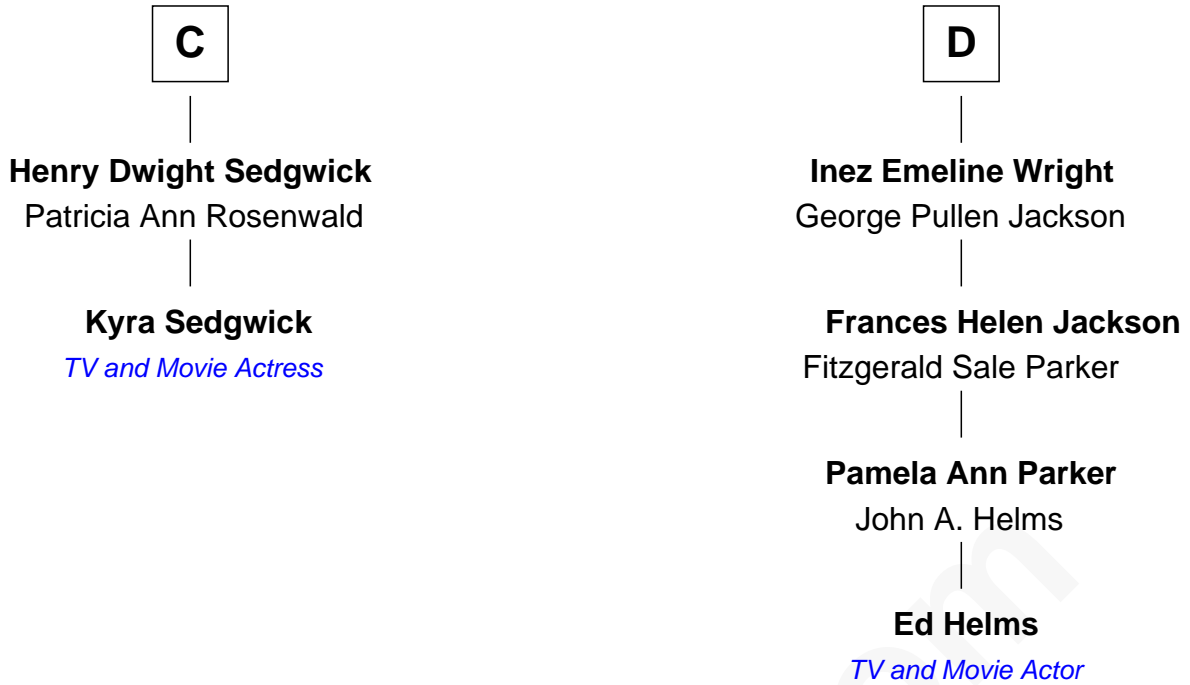 C
Henry Dwight Sedgwick
Patricia Ann Rosenwald
Kyra Sedgwick
TV and Movie Actress
D
Inez Emeline Wright
George Pullen Jackson
Frances Helen Jackson
Fitzgerald Sale Parker
Pamela Ann Parker
John A. Helms
Ed Helms
TV and Movie Actor